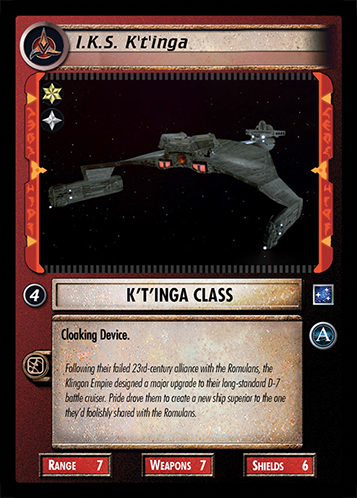 I.K.S. K't'inga
4
K'T'INGA CLASS
A
Cloaking Device.
Following their failed 23rd-century alliance with the Romulans, the
Klingon Empire designed a major upgrade to their long-standard D-7
battle cruiser. Pride drove them to create a new ship superior to the one
they'd foolishly shared with the Romulans.
RANGE 7 WEAPONS 7 SHIELDS 6